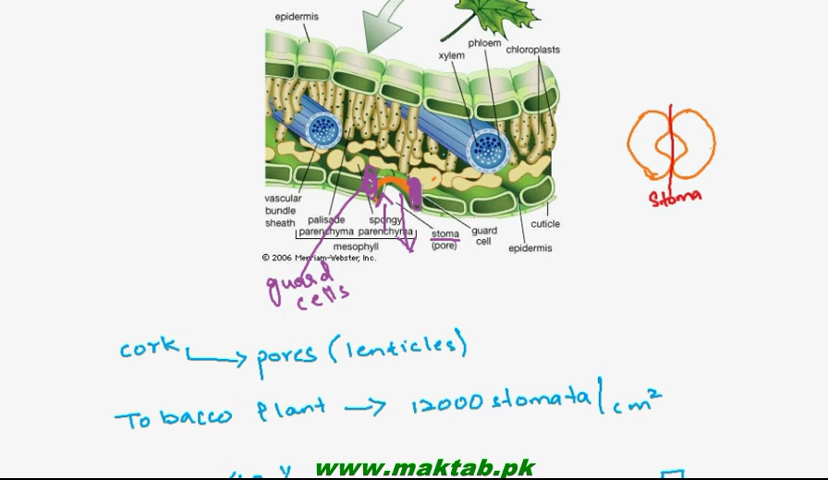 epidermis
phloem
xylem
chloroplasts
Stoma
vascular
bundle
sheath
palisade
parenchyma
spongy
parenchyma
mesophyll
stoma
(pore)
guard
cell
cuticle
epidermis
© 2006 Merriam-Webster, Inc.
guard
cells
cork → pores (lenticles)
Tobacco Plant → 12000 stomata/cm²
www.maktab.pk